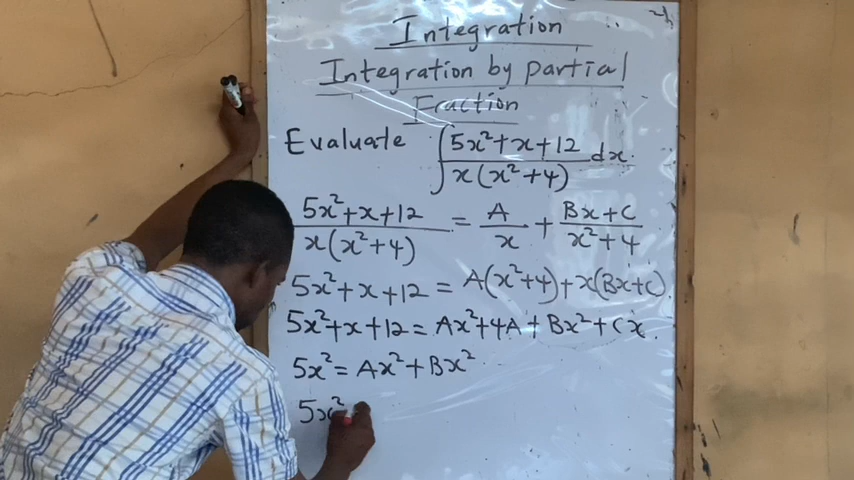 Integration
Integration by partial
Fraction
Evaluate ∫ (5x²+x+12)/(x(x²+4)) dx
(5x²+x+12)/(x(x²+4)) = A/x + (Bx+C)/(x²+4)
5x²+x+12 = A(x²+4)+x(Bx+C)
5x²+x+12 = Ax²+4A+Bx²+Cx
5x² = Ax²+Bx²
5x²